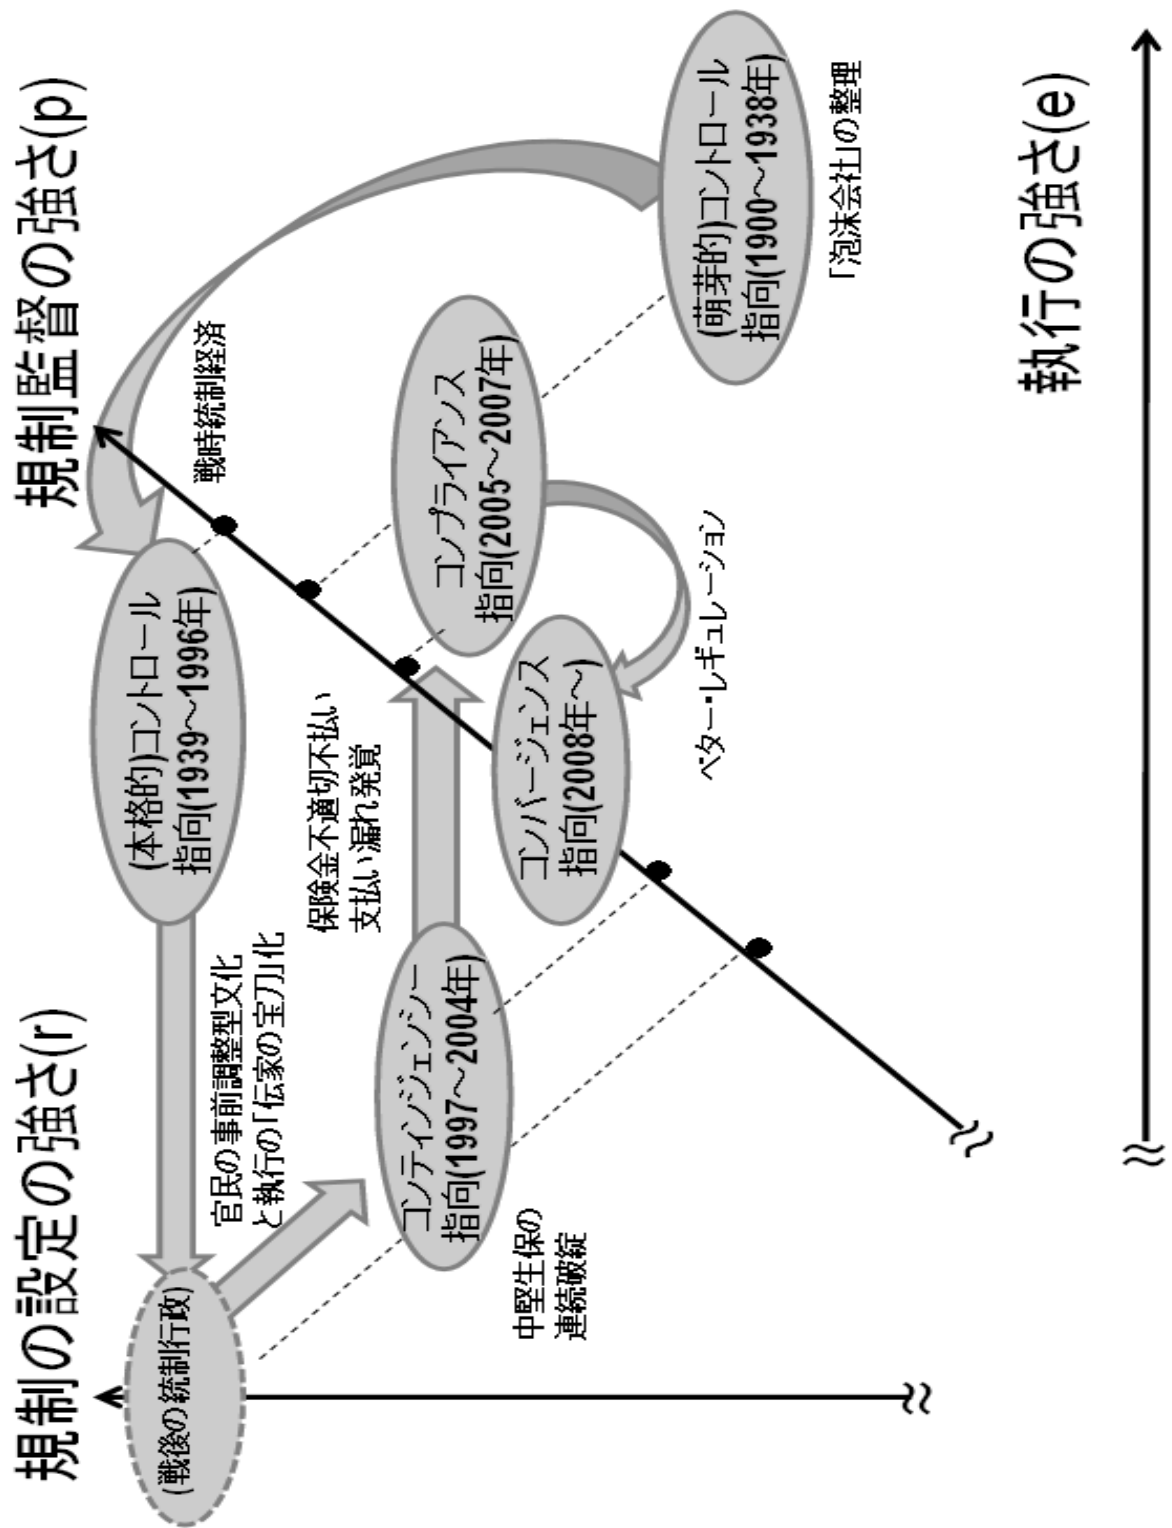 規制の設定の強さ(r)
規制監督の強さ(p)
(戦後の統制行政)
(本格的)コントロール
指向(1939～1996年)
戦時統制経済
官民の事前調整型文化
と執行の「伝家の宝刀」化
保険金不適切不払い
支払い漏れ発覚
コンティンジェンシー
指向(1997～2004年)
コンプライアンス
指向(2005～2007年)
中堅生保の
連続破綻
コンバージェンス
指向(2008年～)
ベター・レギュレーション
(萌芽的)コントロール
指向(1900～1938年)
「泡沫会社」の整理
執行の強さ(e)